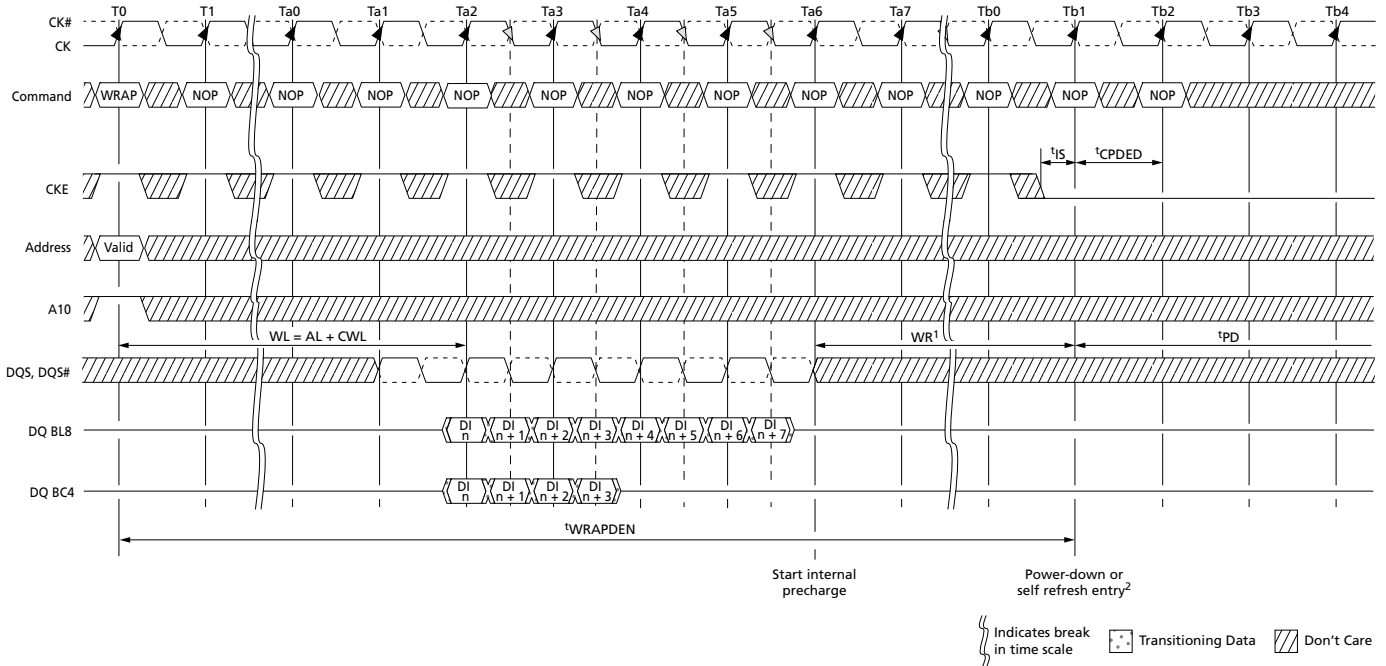 T0 T1 Ta0 Ta1 Ta2 Ta3 Ta4 Ta5 Ta6 Ta7 Tb0 Tb1 Tb2 Tb3 Tb4
CK#
CK
Command WRAP NOP NOP NOP NOP NOP NOP NOP NOP NOP NOP NOP NOP
tIS tCPDED
CKE
Address Valid
A10
WL = AL + CWL WR1 tPD
DQS, DQS#
DQ BL8 DI n DI n + 1 DI n + 2 DI n + 3 DI n + 4 DI n + 5 DI n + 6 DI n + 7
DQ BC4 DI n DI n + 1 DI n + 2 DI n + 3
tWRAPDEN
Start internal
precharge
Power-down or
self refresh entry2
Indicates break
in time scale
Transitioning Data
Don't Care